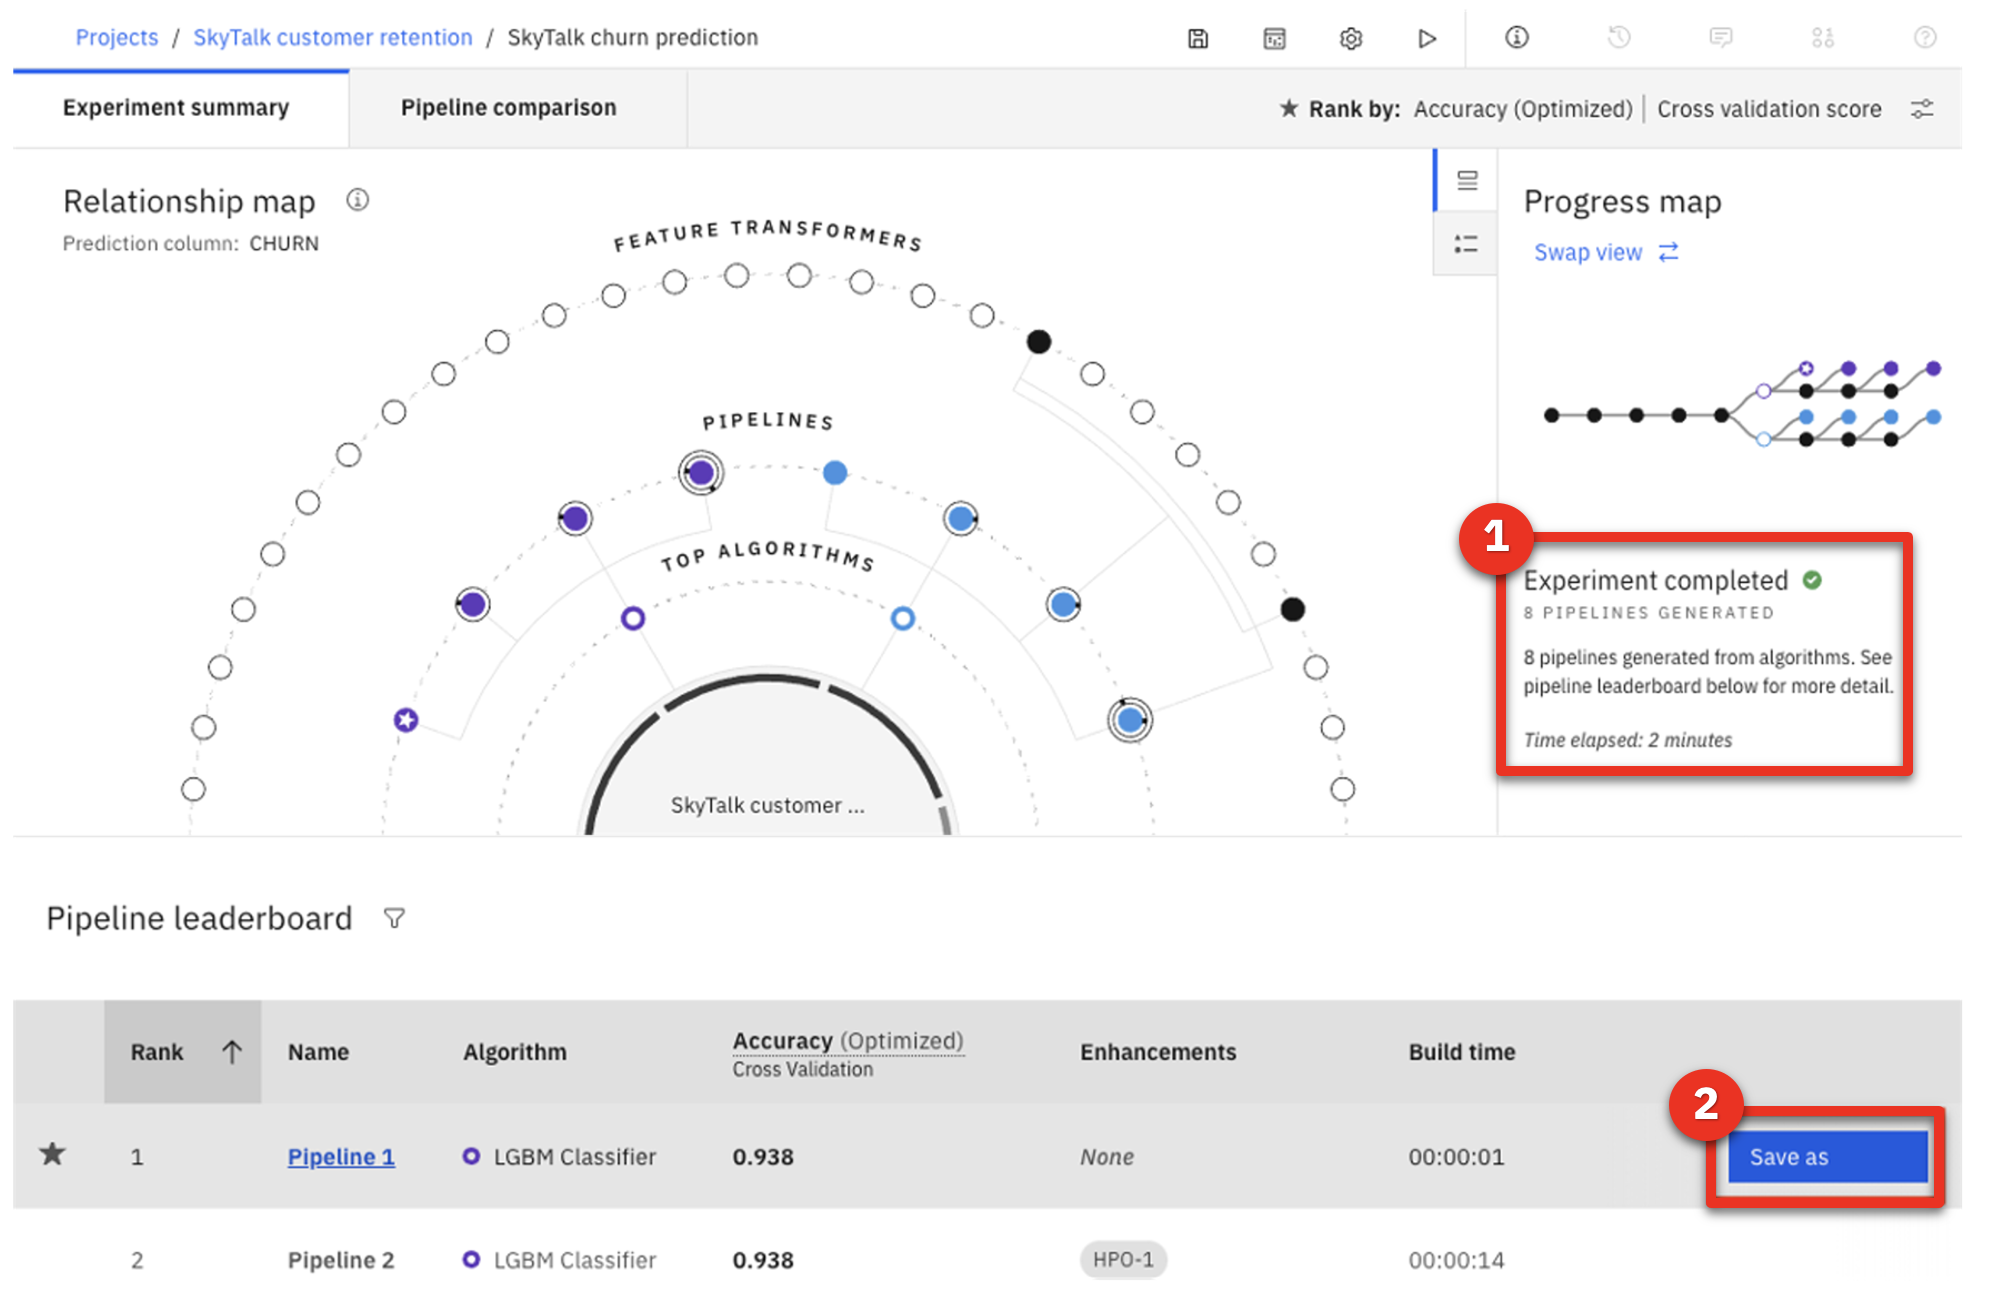 Projects / SkyTalk customer retention / SkyTalk churn prediction
Experiment summary
Pipeline comparison
★ Rank by: Accuracy (Optimized) | Cross validation score
Relationship map
Prediction column: CHURN
FEATURE TRANSFORMERS
PIPELINES
TOP ALGORITHMS
SkyTalk customer ...
Progress map
Swap view
1
Experiment completed
8 PIPELINES GENERATED
8 pipelines generated from algorithms. See
pipeline leaderboard below for more detail.
Time elapsed: 2 minutes
Pipeline leaderboard
Rank ↑ Name Algorithm Accuracy (Optimized) Enhancements Build time
Cross Validation
2
★ 1 Pipeline 1 LGBM Classifier 0.938 None 00:00:01 Save as
2 Pipeline 2 LGBM Classifier 0.938 HPO-1 00:00:14